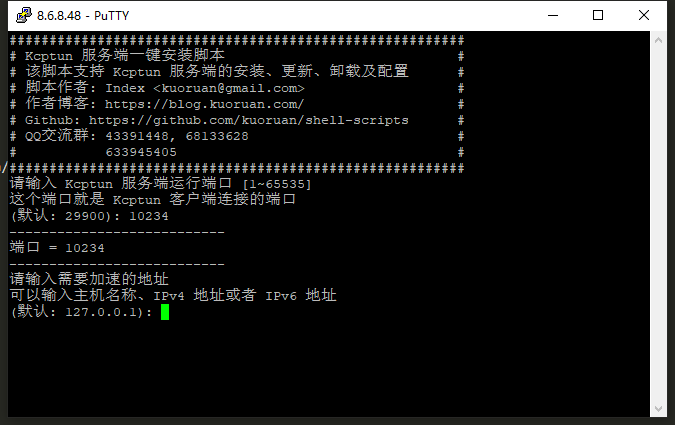 8.6.8.48 - PuTTY
#########################################################
# Kcptun 服务端一键安装脚本 #
# 该脚本支持 Kcptun 服务端的安装、更新、卸载及配置 #
# 脚本作者: Index <kuoruan@gmail.com> #
# 作者博客: https://blog.kuoruan.com/ #
# Github: https://github.com/kuoruan/shell-scripts #
# QQ交流群: 43391448, 68133628 #
# 633945405 #
#########################################################
请输入 Kcptun 服务端运行端口 [1~65535]
这个端口就是 Kcptun 客户端连接的端口
(默认: 29900): 10234
---------------------------
端口 = 10234
---------------------------
请输入需要加速的地址
可以输入主机名称、IPv4 地址或者 IPv6 地址
(默认: 127.0.0.1):